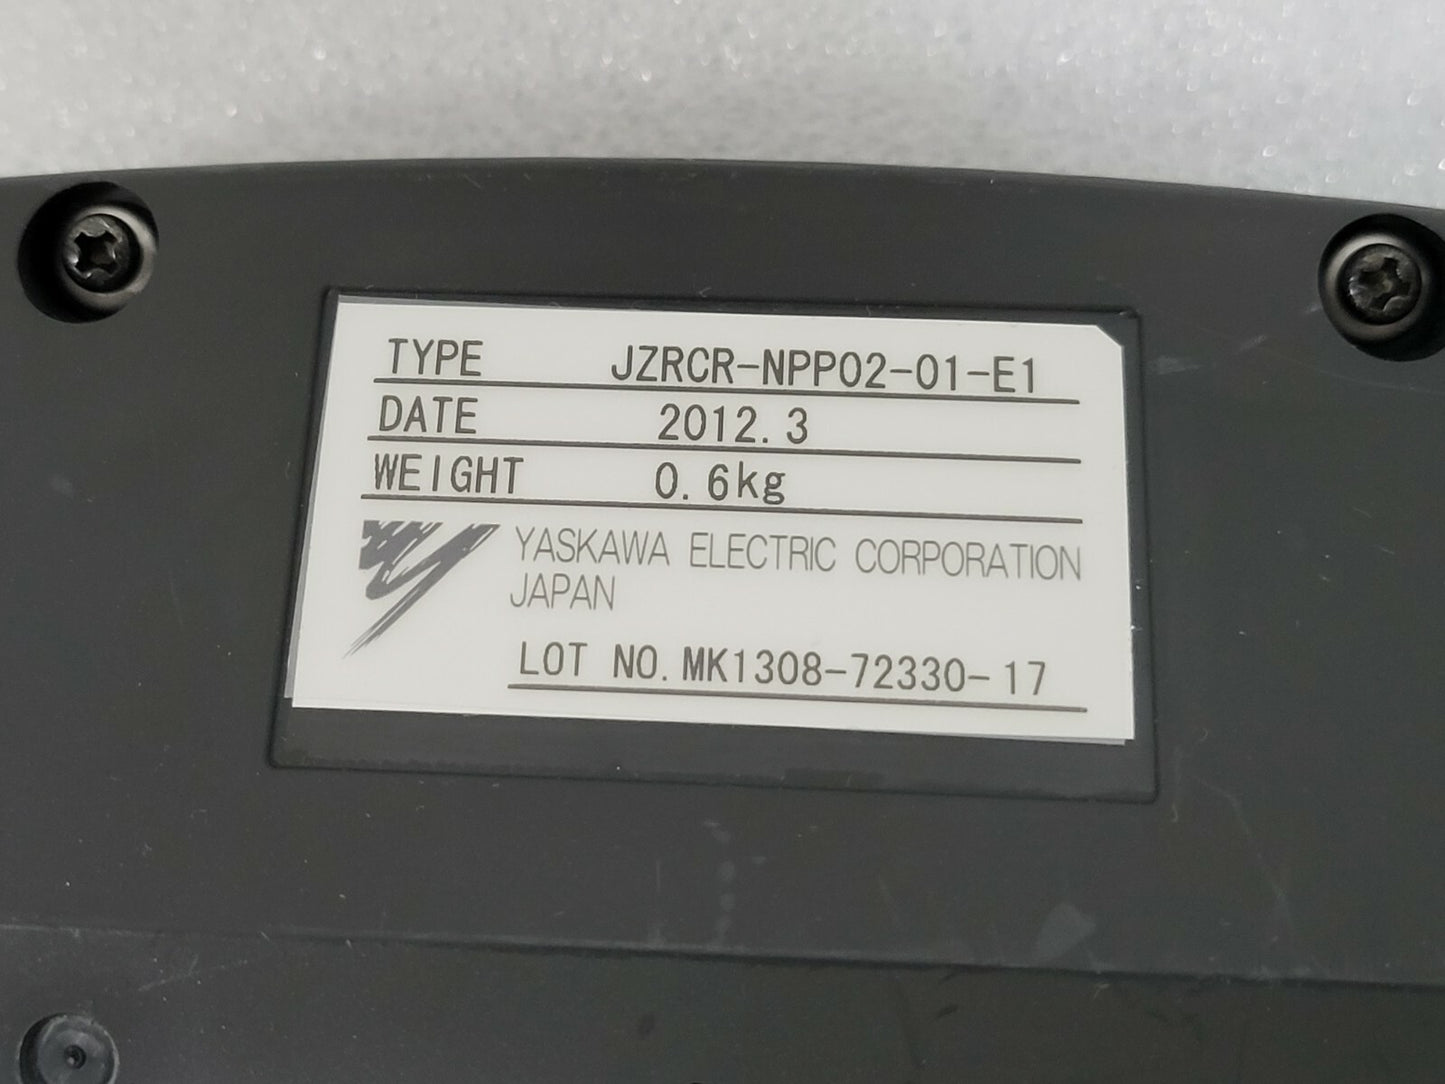 TYPE JZRCR-NPP02-01-E1
DATE 2012.3
WEIGHT 0.6kg
YASKAWA ELECTRIC CORPORATION
JAPAN
LOT NO. MK1308-72330-17